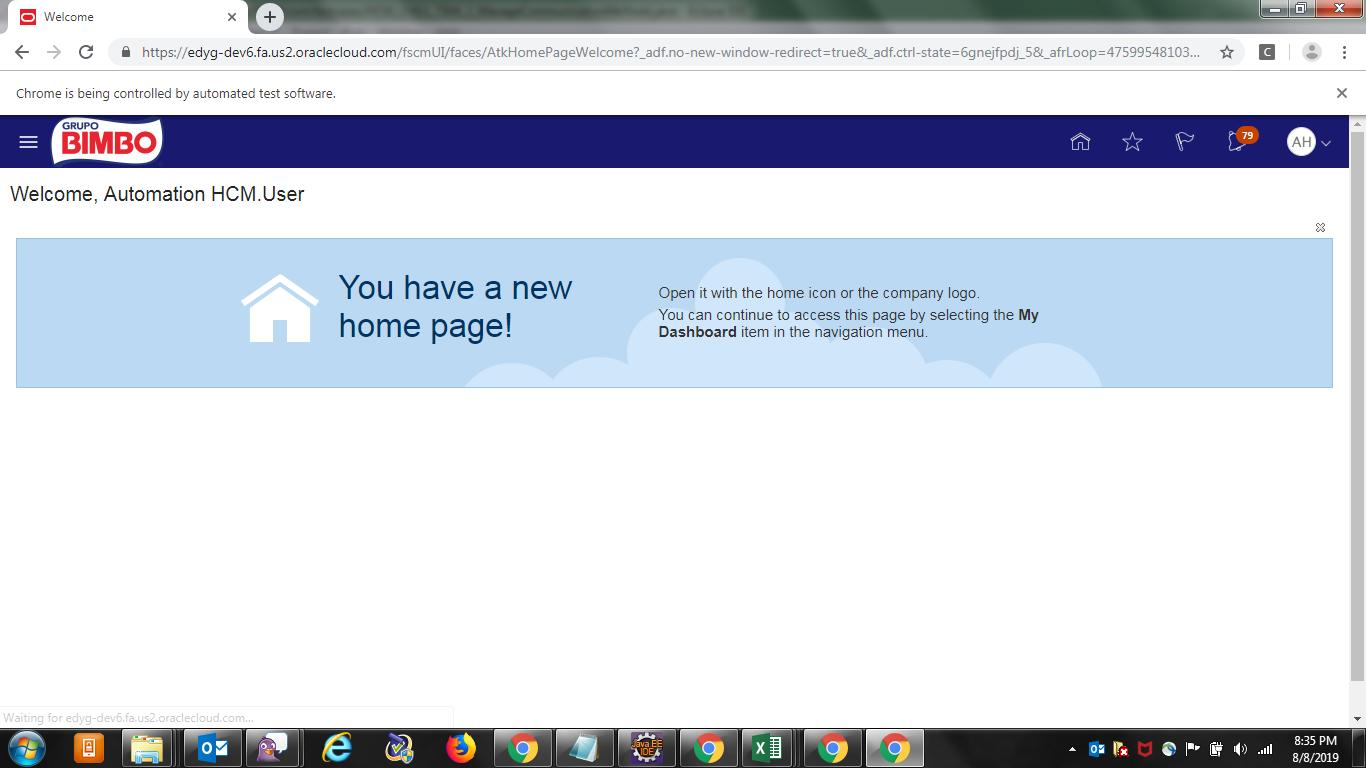 Welcome
https://edyg-dev6.fa.us2.oraclecloud.com/fscmUI/faces/AtkHomePageWelcome?_adf.no-new-window-redirect=true&_adf.ctrl-state=6gnejfpdj_5&_afrLoop=47599548103...
C
Chrome is being controlled by automated test software.
GRUPO
BIMBO
79
AH
Welcome, Automation HCM.User
You have a new
home page!
Open it with the home icon or the company logo.
You can continue to access this page by selecting the My
Dashboard item in the navigation menu.
Waiting for edyg-dev6.fa.us2.oraclecloud.com...
Java EE
IDE
8:35 PM
8/8/2019